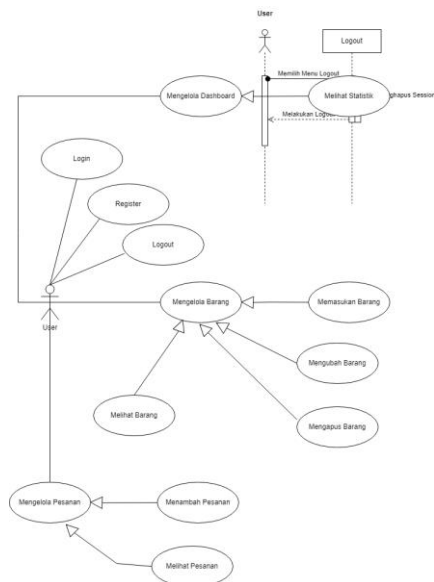 User
Logout
Memilih Menu Logout
Mengelola Dashboard
Melihat Statistik
ghapus Session
Melakukan Logout
Login
Register
Logout
User
Mengelola Barang
Memasukan Barang
Mengubah Barang
Melihat Barang
Mengapus Barang
Mengelola Pesanan
Menambah Pesanan
Melihat Pesanan